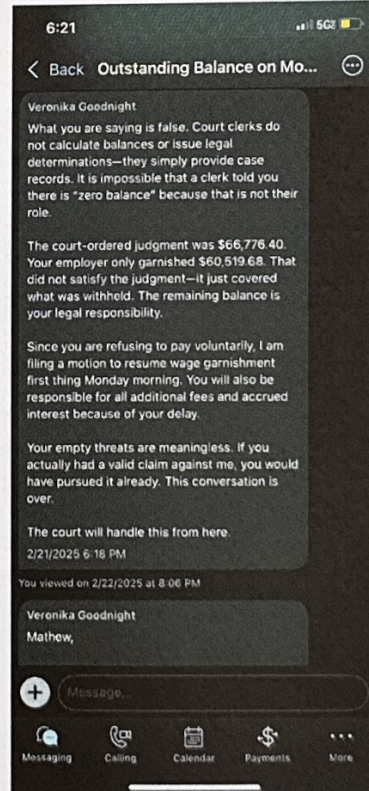 6:21
5G
Back Outstanding Balance on Mo...
Veronika Goodnight
What you are saying is false. Court clerks do
not calculate balances or issue legal
determinations—they simply provide case
records. It is impossible that a clerk told you
there is "zero balance" because that is not their
role.
The court-ordered judgment was $66,776.40.
Your employer only garnished $60,519.68. That
did not satisfy the judgment—it just covered
what was withheld. The remaining balance is
your legal responsibility.
Since you are refusing to pay voluntarily, I am
filing a motion to resume wage garnishment
first thing Monday morning. You will also be
responsible for all additional fees and accrued
interest because of your delay.
Your empty threats are meaningless. If you
actually had a valid claim against me, you would
have pursued it already. This conversation is
over.
The court will handle this from here.
2/21/2025 6:18 PM
You viewed on 2/22/2025 at 8:06 PM
Veronika Goodnight
Mathew,
Message...
Messaging Calling Calendar Payments More